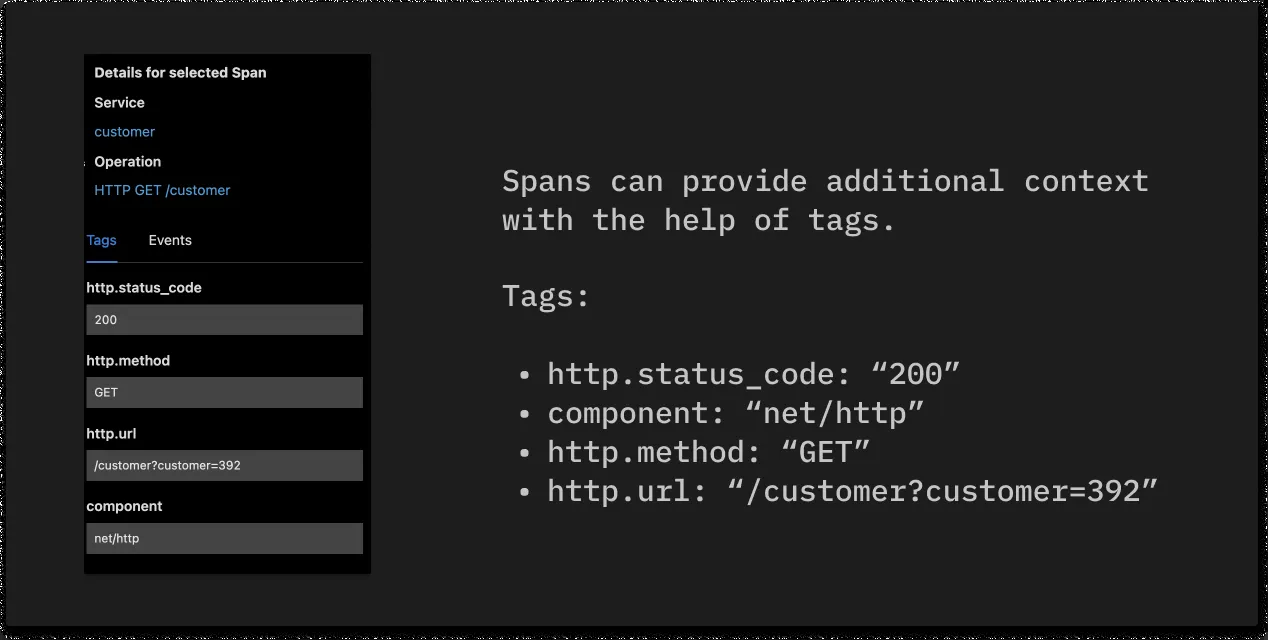 Details for selected Span
Service
customer
Operation
HTTP GET /customer
Tags Events
http.status_code
200
http.method
GET
http.url
/customer?customer=392
component
net/http
Spans can provide additional context
with the help of tags.
Tags:
• http.status_code: “200”
• component: “net/http”
• http.method: “GET”
• http.url: “/customer?customer=392”